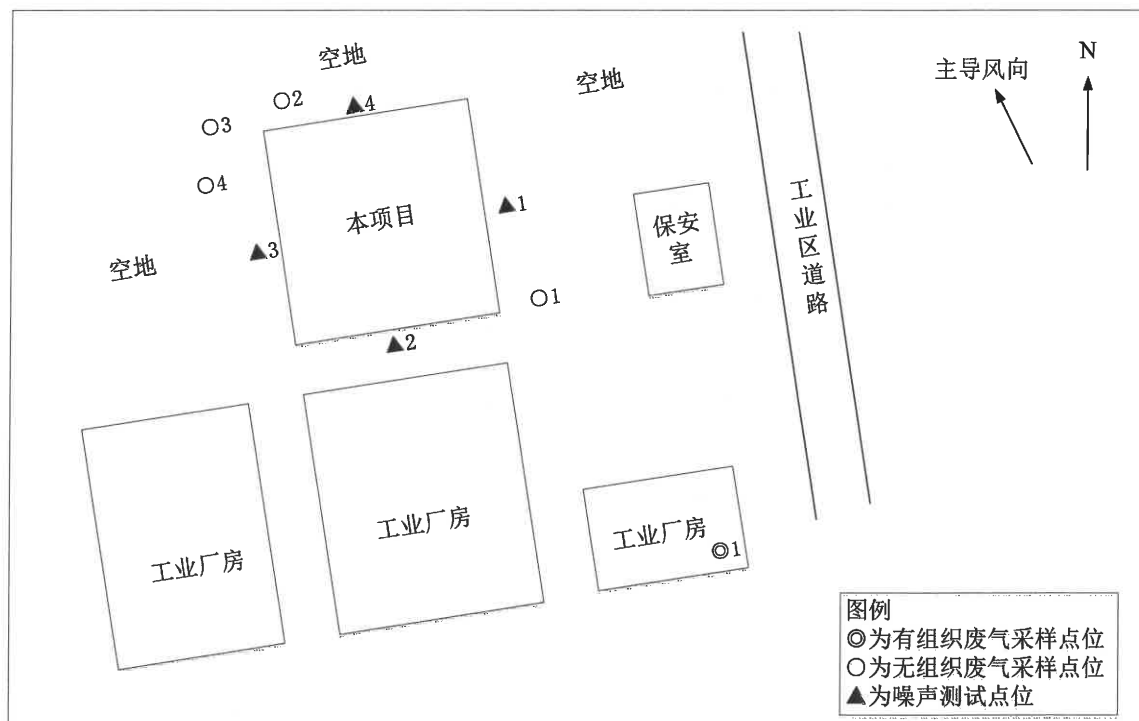 空地
空地
主导风向
N
○2
▲4
○3
○4
▲1
本项目
保安
室
工业区道路
▲3
空地
○1
▲2
工业厂房
工业厂房
工业厂房
◎1
图例
◎为有组织废气采样点位
○为无组织废气采样点位
▲为噪声测试点位